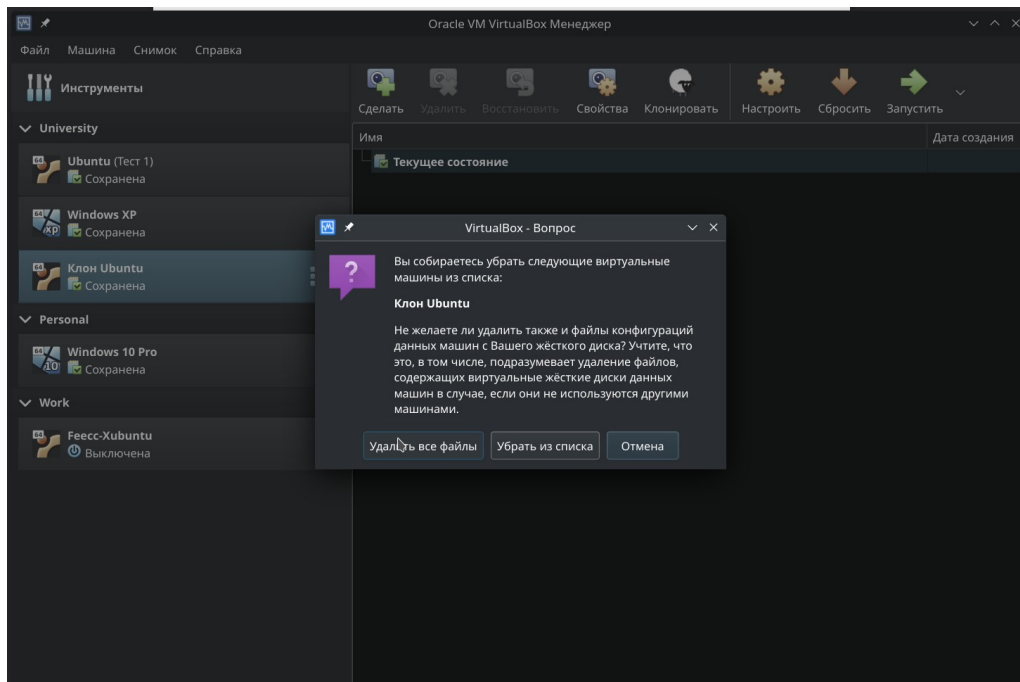 Oracle VM VirtualBox Менеджер
Файл Машина Снимок Справка
Инструменты
Сделать Удалить Восстановить Свойства Клонировать Настроить Сбросить Запустить
University
Имя Дата создания
Ubuntu (Тест 1)
Сохранена
Текущее состояние
Windows XP
Сохранена
Клон Ubuntu
Сохранена
Personal
Windows 10 Pro
Сохранена
Work
Feecc-Xubuntu
Выключена
VirtualBox - Вопрос
Вы собираетесь убрать следующие виртуальные
машины из списка:
Клон Ubuntu
Не желаете ли удалить также и файлы конфигураций
данных машин с Вашего жёсткого диска? Учтите, что
это, в том числе, подразумевает удаление файлов,
содержащих виртуальные жёсткие диски данных
машин в случае, если они не используются другими
машинами.
Удалить все файлы Убрать из списка Отмена